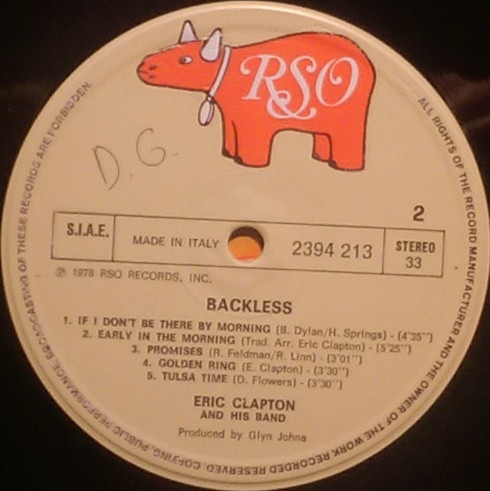 RSO
D.G.
2
S.I.A.E.
MADE IN ITALY
2394 213
STEREO
33
℗ 1978 RSO RECORDS, INC.
BACKLESS
1. IF I DON'T BE THERE BY MORNING (B. Dylan/H. Springs) - (4'35")
2. EARLY IN THE MORNING (Trad. Arr. Eric Clapton) - (5'25")
3. PROMISES (R. Feldman/R. Linn) - (3'01")
4. GOLDEN RING (E. Clapton) - (3'30")
5. TULSA TIME (D. Flowers) - (3'30")
ERIC CLAPTON
AND HIS BAND
Produced by Glyn Johns
ALL RIGHTS OF THE RECORD MANUFACTURER AND THE OWNER OF THE WORK RECORDED RESERVED. COPYING, PUBLIC PERFORMANCE, BROADCASTING OF THESE RECORDS ARE FORBIDDEN.